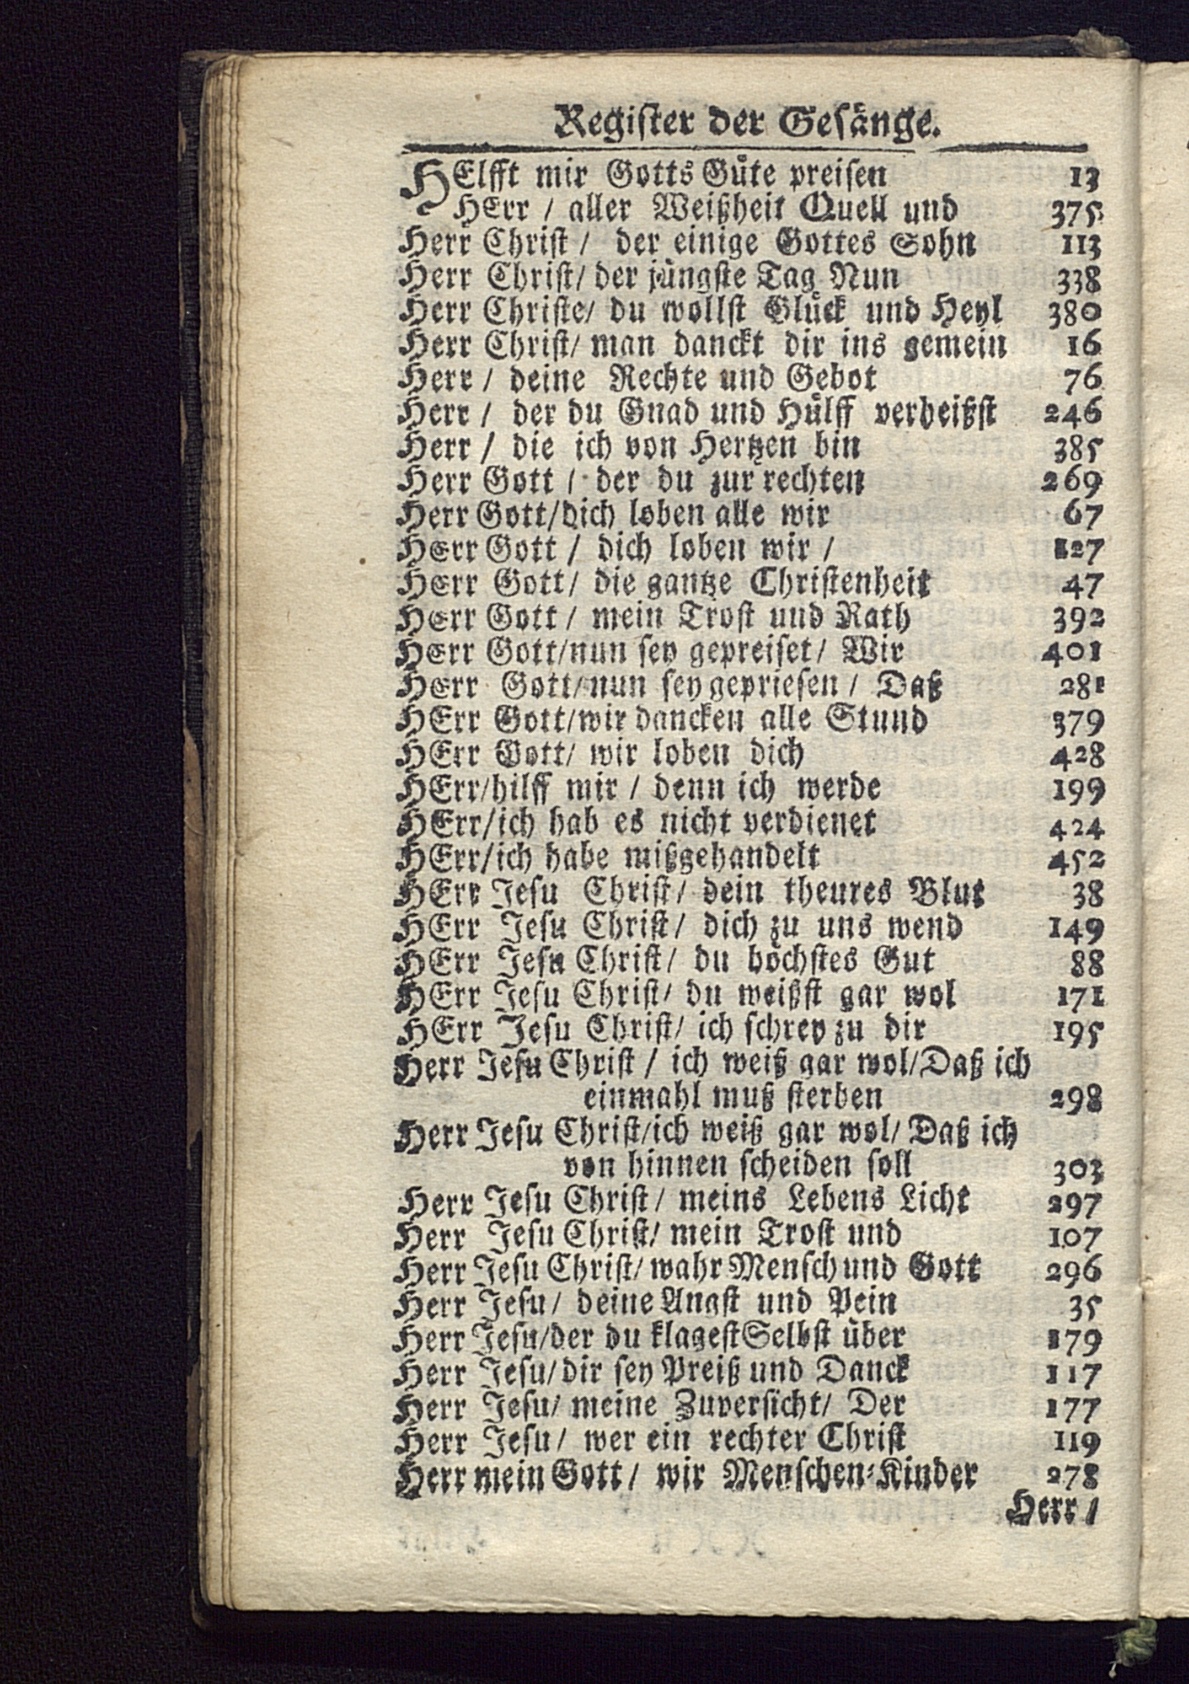 Regiſter der Geſänge.
HElfft mir Gotts Güte preiſen 13
HErr / aller Weißheit Quell und 375
Herr Chriſt / der einige Gottes Sohn 113
Herr Chriſt/ der jüngſte Tag Nun 338
Herr Chriſte/ du wollſt Glück und Heyl 380
Herr Chriſt/ man danckt dir ins gemein 16
Herr / deine Rechte und Gebot 76
Herr / der du Gnad und Hülff verheißſt 246
Herr / die ich von Hertzen bin 385
Herr Gott / der du zur rechten 269
Herr Gott/dich loben alle wir 67
HErr Gott / dich loben wir / 127
HErr Gott/ die gantze Chriſtenheit 47
HErr Gott / mein Troſt und Rath 392
HErr Gott/nun ſey gepreiſet/ Wir 401
HErr Gott/nun ſey geprieſen / Daß 281
HErr Gott/wir dancken alle Stund 379
HErr Gott/ wir loben dich 428
HErr/hilff mir / denn ich werde 199
HErr/ich hab es nicht verdienet 424
HErr/ich habe mißgehandelt 452
HErr Jeſu Chriſt/ dein theures Blut 38
HErr Jeſu Chriſt/ dich zu uns wend 149
HErr Jeſu Chriſt/ du höchſtes Gut 88
HErr Jeſu Chriſt/ du weißſt gar wol 171
HErr Jeſu Chriſt/ ich ſchrey zu dir 195
Herr Jeſu Chriſt / ich weiß gar wol/Daß ich
einmahl muß ſterben 298
Herr Jeſu Chriſt/ich weiß gar wol/ Daß ich
von hinnen ſcheiden ſoll 303
Herr Jeſu Chriſt/ meins Lebens Licht 297
Herr Jeſu Chriſt/ mein Troſt und 107
Herr Jeſu Chriſt/ wahr Menſch und Gott 296
Herr Jeſu/ deine Angſt und Pein 35
Herr Jeſu/der du klageſt Selbſt über 179
Herr Jeſu/dir ſey Preiß und Danck 117
Herr Jeſu/ meine Zuverſicht/ Der 177
Herr Jeſu/ wer ein rechter Chriſt 119
Herr mein Gott/ wir Menſchen⸗Kinder 278
Herr /